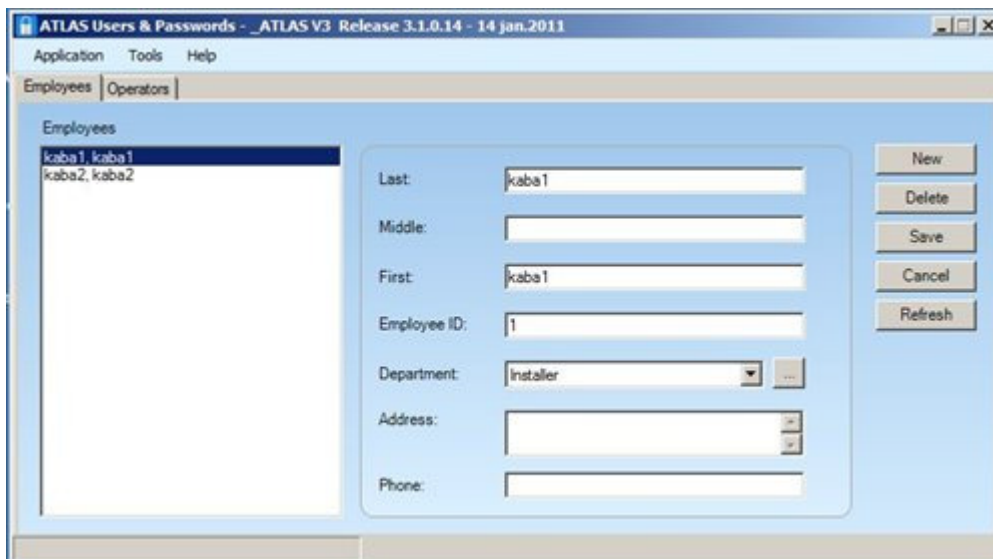 ATLAS Users & Passwords - _ATLAS V3 Release 3.1.0.14 - 14 jan.2011
Application Tools Help
Employees Operators
Employees
kaba1, kaba1
kaba2, kaba2
Last: kaba1
Middle:
First: kaba1
Employee ID: 1
Department: Installer ...
Address:
Phone:
New
Delete
Save
Cancel
Refresh